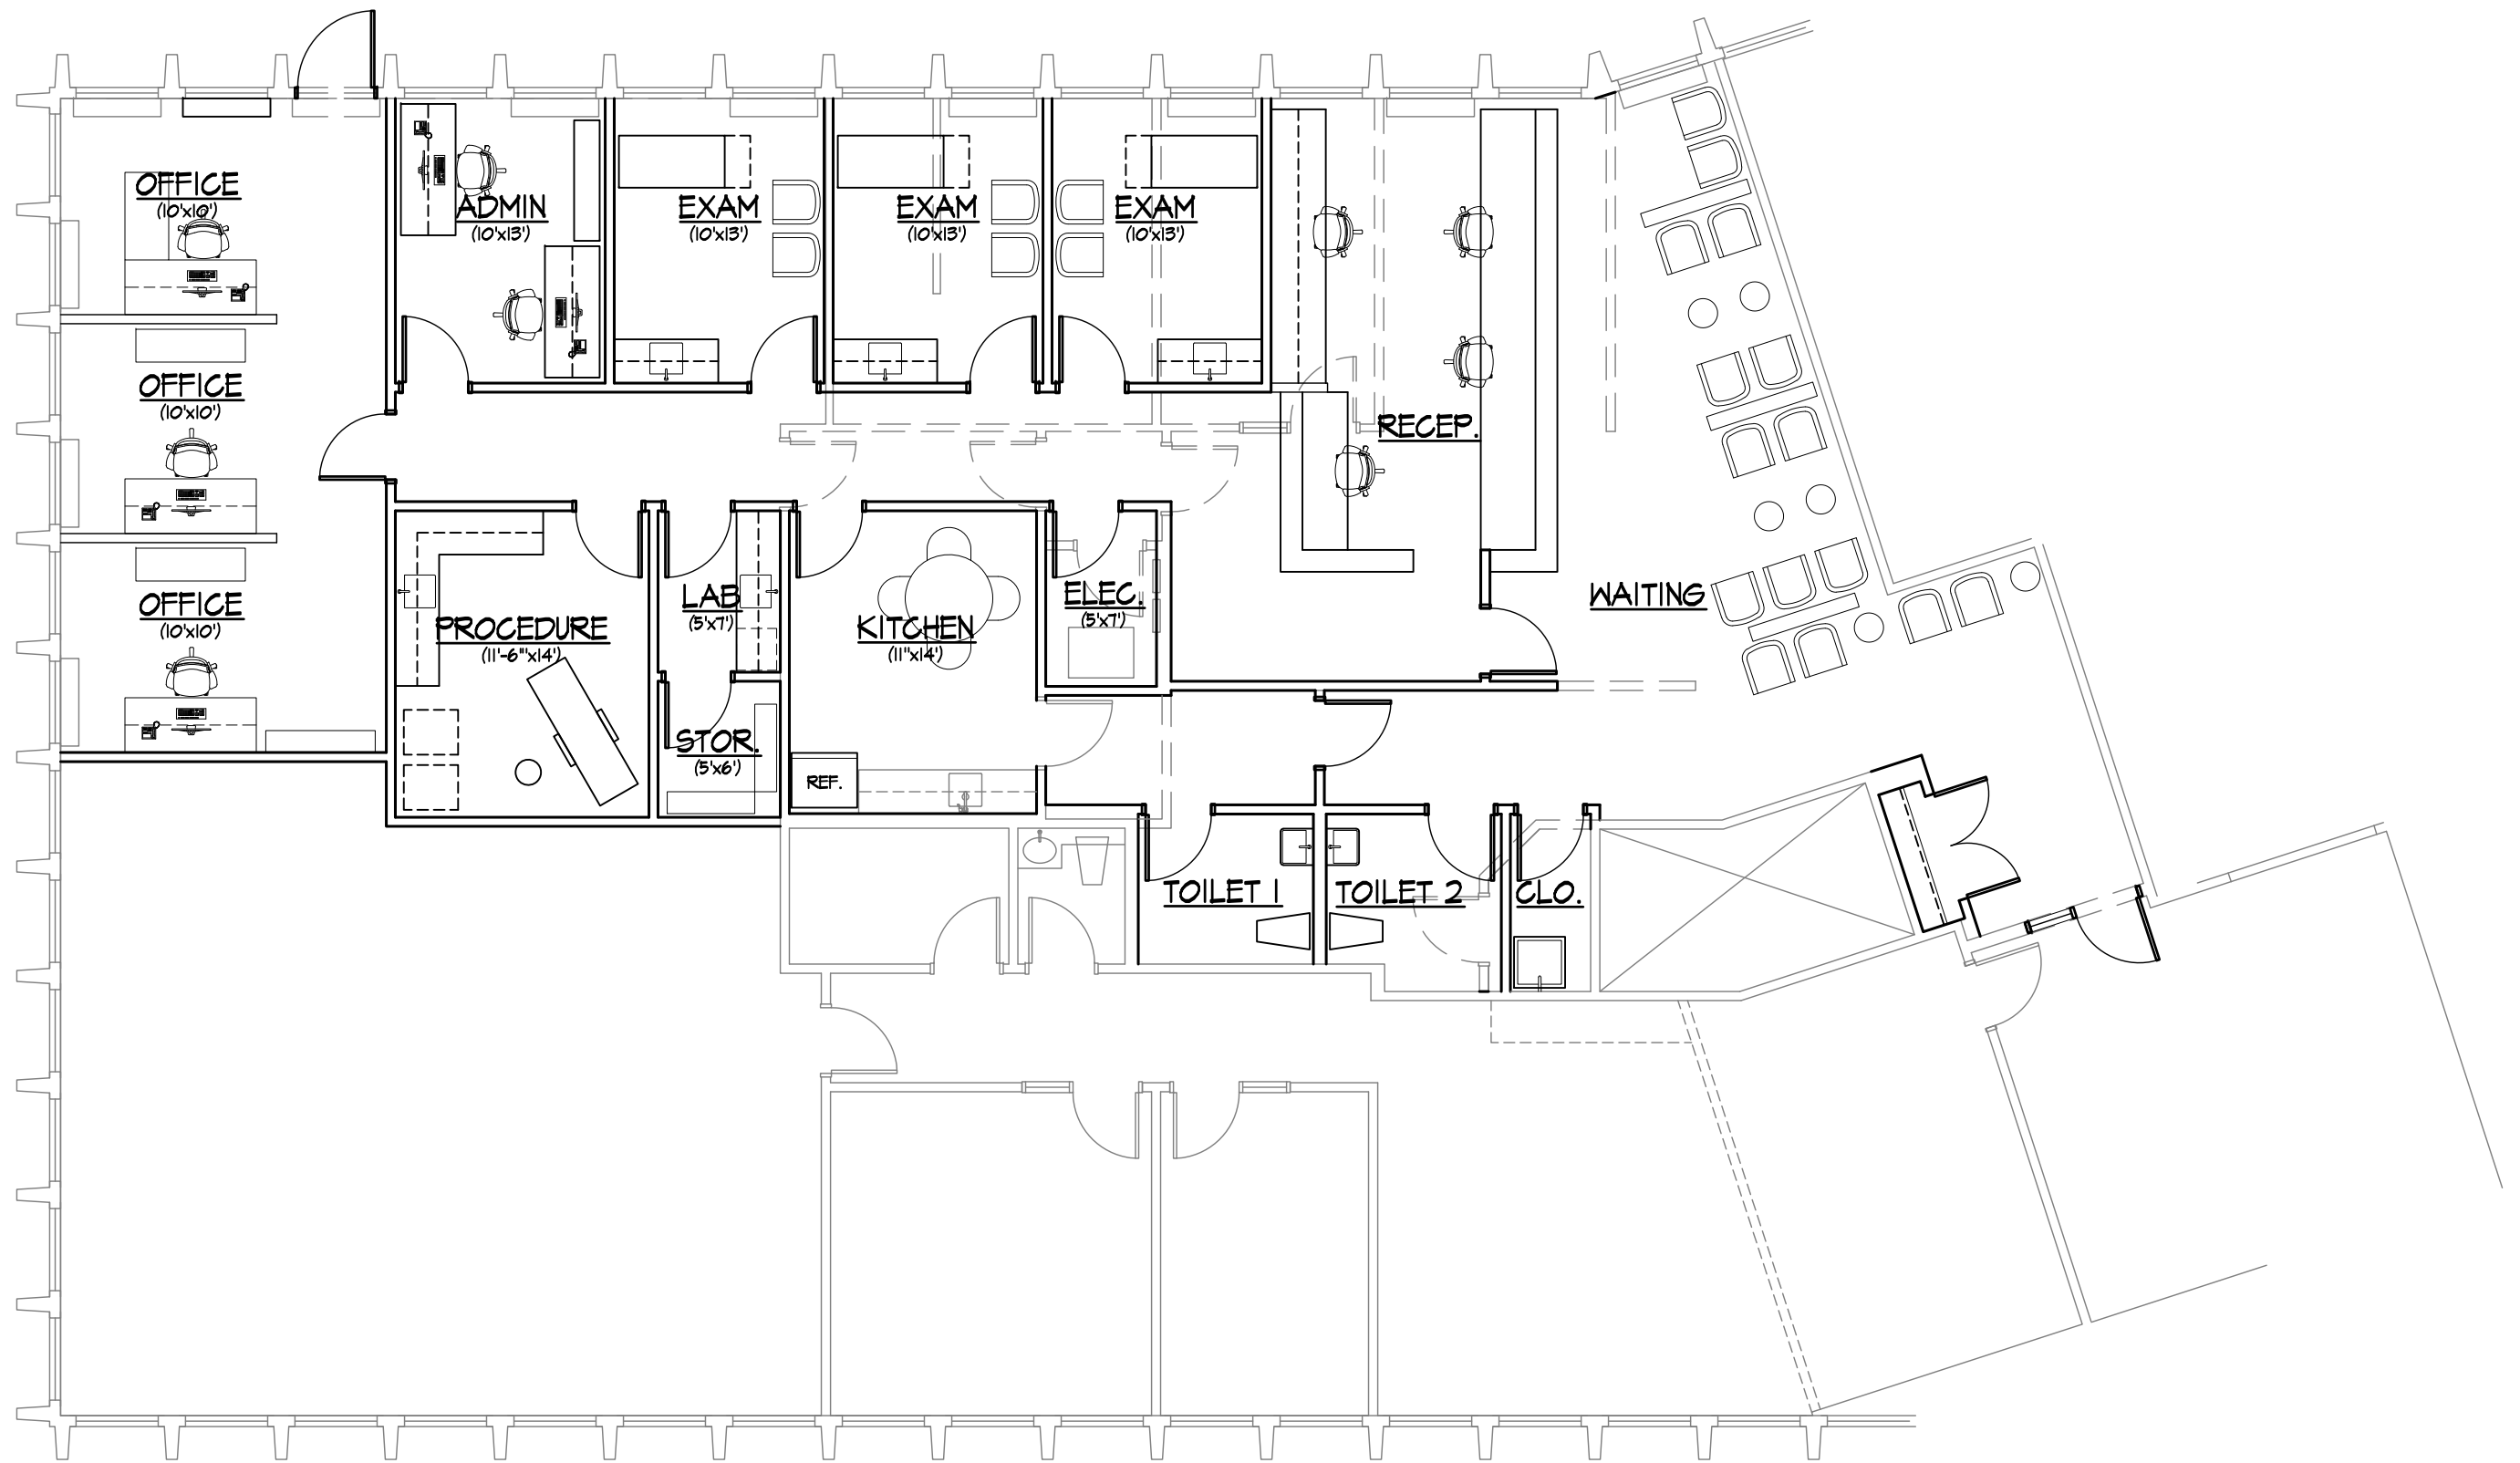 OFFICE
(10'x10')
ADMIN
(10'x13')
EXAM
(10'x13')
EXAM
(10'x13')
EXAM
(10'x13')
OFFICE
(10'x10')
RECEP.
OFFICE
(10'x10')
PROCEDURE
(11'-6"'x14')
LAB
(5'x7')
KITCHEN
(11"x14')
ELEC.
(5'x7')
WAITING
STOR.
(5'x6')
REF.
TOILET 1
TOILET 2
CLO.